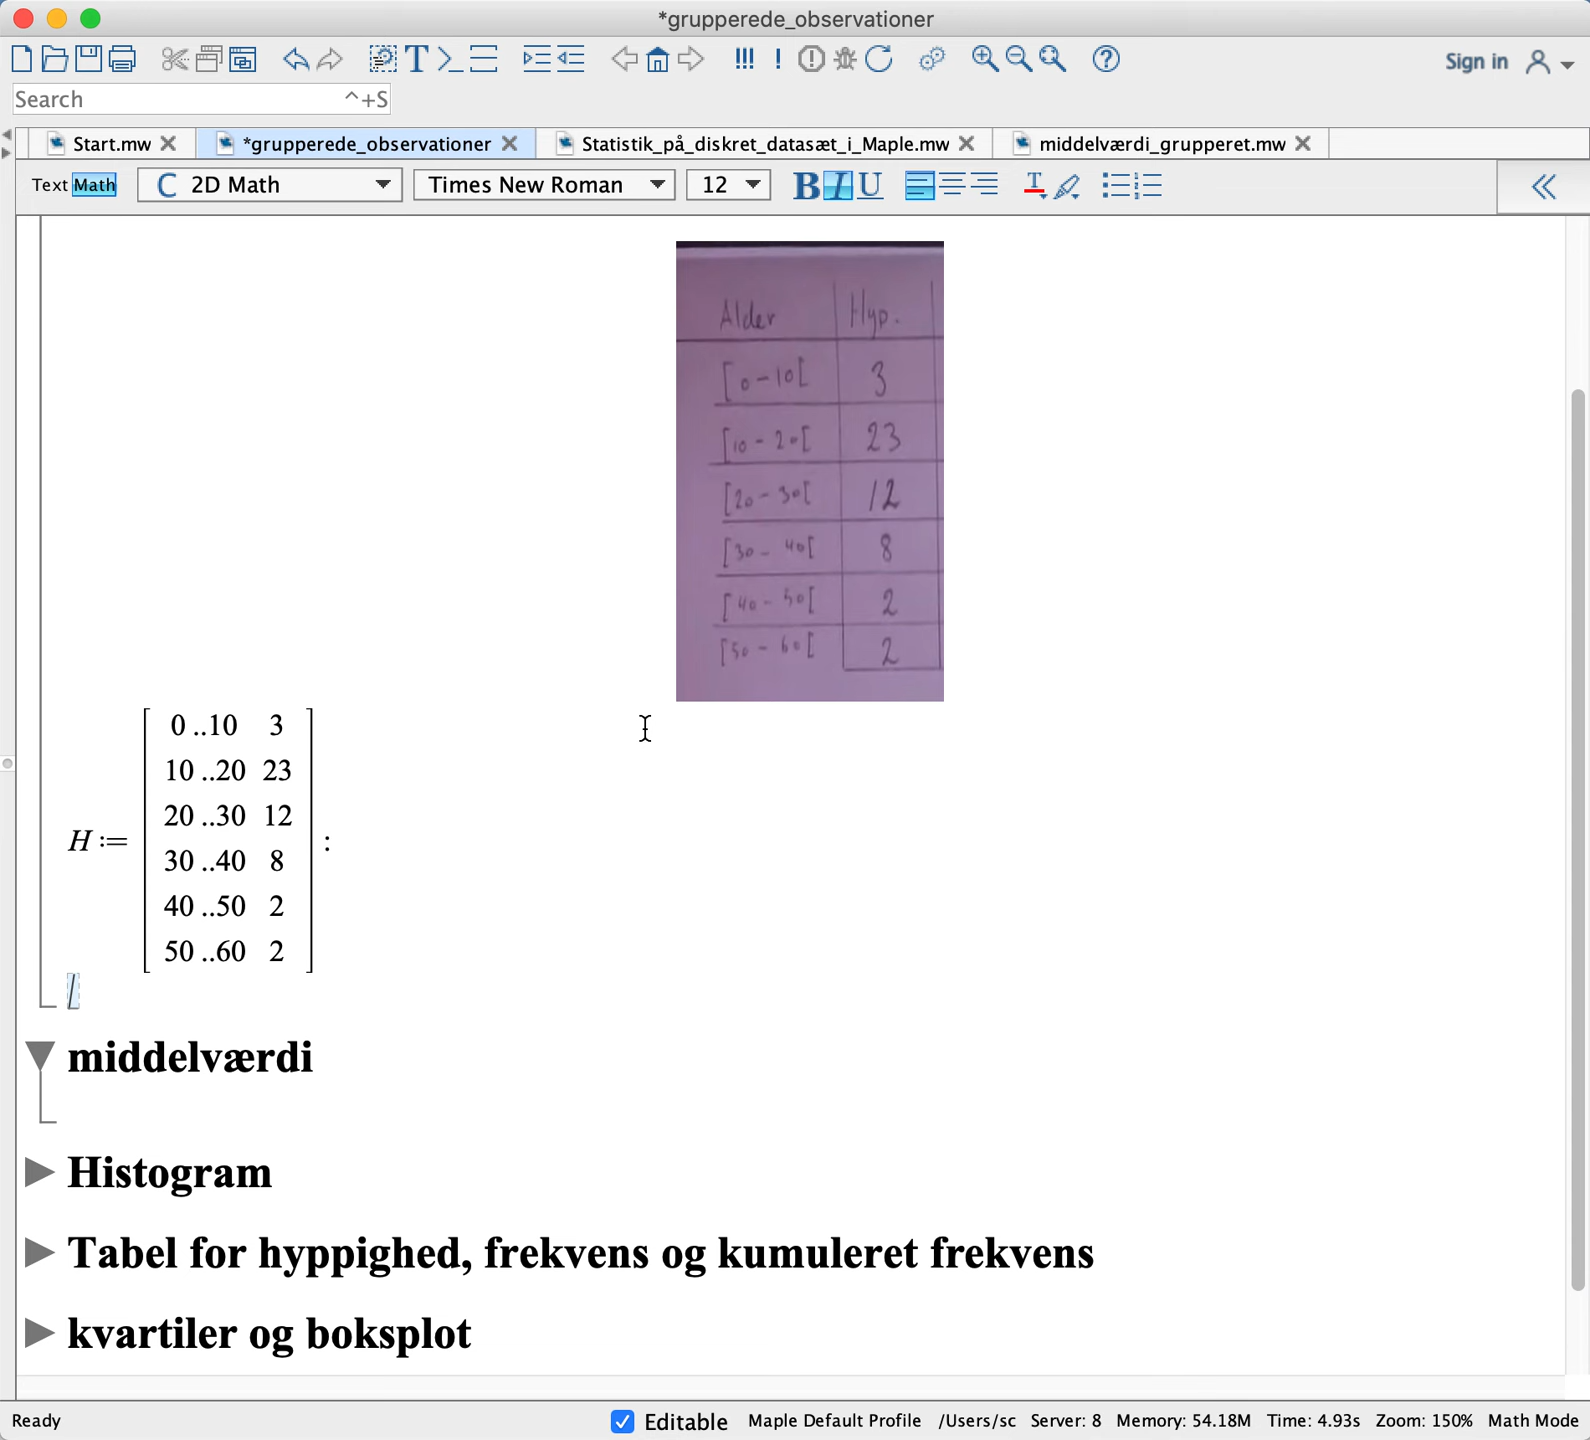 *grupperede_observationer
Sign in
Search ^+S
Start.mw *grupperede_observationer Statistik_på_diskret_datasæt_i_Maple.mw middelværdi_grupperet.mw
Text Math C 2D Math Times New Roman 12 B I U
Alder Hyp.
[0-10[ 3
[10-20[ 23
[20-30[ 12
[30-40[ 8
[40-50[ 2
[50-60[ 2
0 ..10 3
10 ..20 23
20 ..30 12
H := :
30 ..40 8
40 ..50 2
50 ..60 2
middelværdi
Histogram
Tabel for hyppighed, frekvens og kumuleret frekvens
kvartiler og boksplot
Ready Editable Maple Default Profile /Users/sc Server: 8 Memory: 54.18M Time: 4.93s Zoom: 150% Math Mode